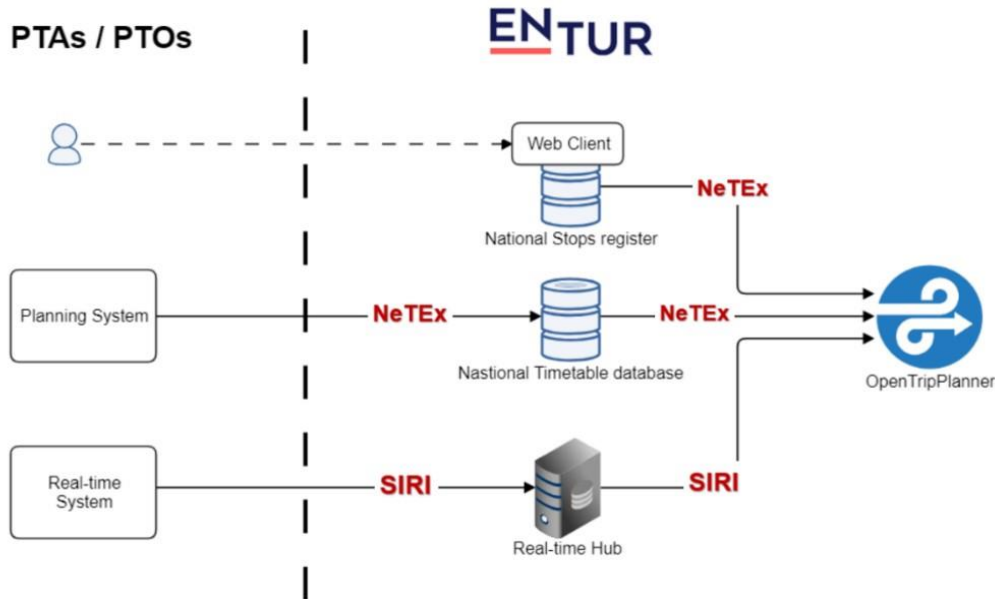 PTAs / PTOs
ENTUR
Web Client
NeTEx
National Stops register
Planning System
NeTEx
NeTEx
Nastional Timetable database
OpenTripPlanner
Real-time
System
SIRI
SIRI
Real-time Hub